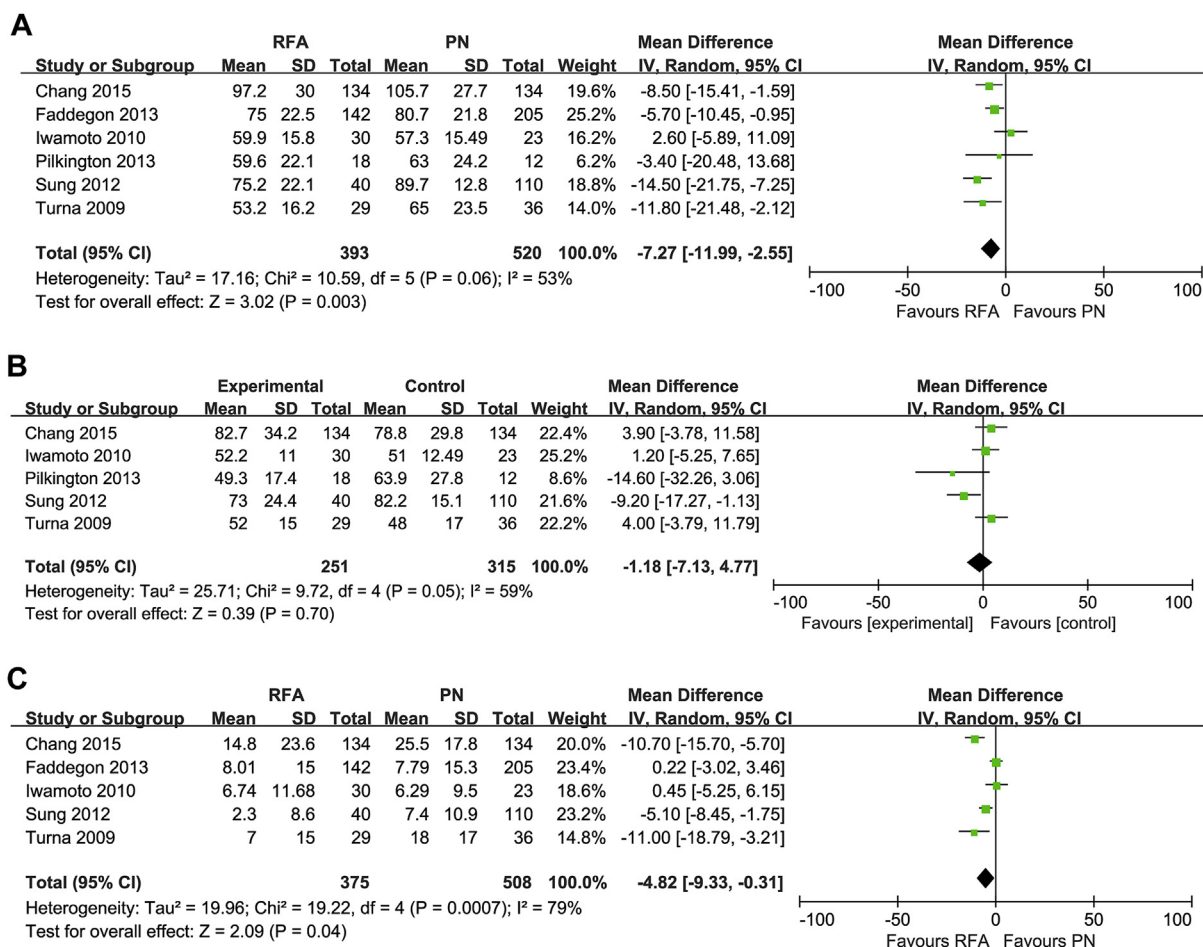 A
RFA PN Mean Difference Mean Difference
Study or Subgroup Mean SD Total Mean SD Total Weight IV, Random, 95% CI IV, Random, 95% CI
Chang 2015 97.2 30 134 105.7 27.7 134 19.6% -8.50 [-15.41, -1.59]
Faddegon 2013 75 22.5 142 80.7 21.8 205 25.2% -5.70 [-10.45, -0.95]
Iwamoto 2010 59.9 15.8 30 57.3 15.49 23 16.2% 2.60 [-5.89, 11.09]
Pilkington 2013 59.6 22.1 18 63 24.2 12 6.2% -3.40 [-20.48, 13.68]
Sung 2012 75.2 22.1 40 89.7 12.8 110 18.8% -14.50 [-21.75, -7.25]
Turna 2009 53.2 16.2 29 65 23.5 36 14.0% -11.80 [-21.48, -2.12]
Total (95% CI) 393 520 100.0% -7.27 [-11.99, -2.55]
Heterogeneity: Tau² = 17.16; Chi² = 10.59, df = 5 (P = 0.06); I² = 53%
Test for overall effect: Z = 3.02 (P = 0.003)
-100 -50 0 50 100
Favours RFA Favours PN
B
Experimental Control Mean Difference Mean Difference
Study or Subgroup Mean SD Total Mean SD Total Weight IV, Random, 95% CI IV, Random, 95% CI
Chang 2015 82.7 34.2 134 78.8 29.8 134 22.4% 3.90 [-3.78, 11.58]
Iwamoto 2010 52.2 11 30 51 12.49 23 25.2% 1.20 [-5.25, 7.65]
Pilkington 2013 49.3 17.4 18 63.9 27.8 12 8.6% -14.60 [-32.26, 3.06]
Sung 2012 73 24.4 40 82.2 15.1 110 21.6% -9.20 [-17.27, -1.13]
Turna 2009 52 15 29 48 17 36 22.2% 4.00 [-3.79, 11.79]
Total (95% CI) 251 315 100.0% -1.18 [-7.13, 4.77]
Heterogeneity: Tau² = 25.71; Chi² = 9.72, df = 4 (P = 0.05); I² = 59%
Test for overall effect: Z = 0.39 (P = 0.70)
-100 -50 0 50 100
Favours [experimental] Favours [control]
C
RFA PN Mean Difference Mean Difference
Study or Subgroup Mean SD Total Mean SD Total Weight IV, Random, 95% CI IV, Random, 95% CI
Chang 2015 14.8 23.6 134 25.5 17.8 134 20.0% -10.70 [-15.70, -5.70]
Faddegon 2013 8.01 15 142 7.79 15.3 205 23.4% 0.22 [-3.02, 3.46]
Iwamoto 2010 6.74 11.68 30 6.29 9.5 23 18.6% 0.45 [-5.25, 6.15]
Sung 2012 2.3 8.6 40 7.4 10.9 110 23.2% -5.10 [-8.45, -1.75]
Turna 2009 7 15 29 18 17 36 14.8% -11.00 [-18.79, -3.21]
Total (95% CI) 375 508 100.0% -4.82 [-9.33, -0.31]
Heterogeneity: Tau² = 19.96; Chi² = 19.22, df = 4 (P = 0.0007); I² = 79%
Test for overall effect: Z = 2.09 (P = 0.04)
-100 -50 0 50 100
Favours RFA Favours PN